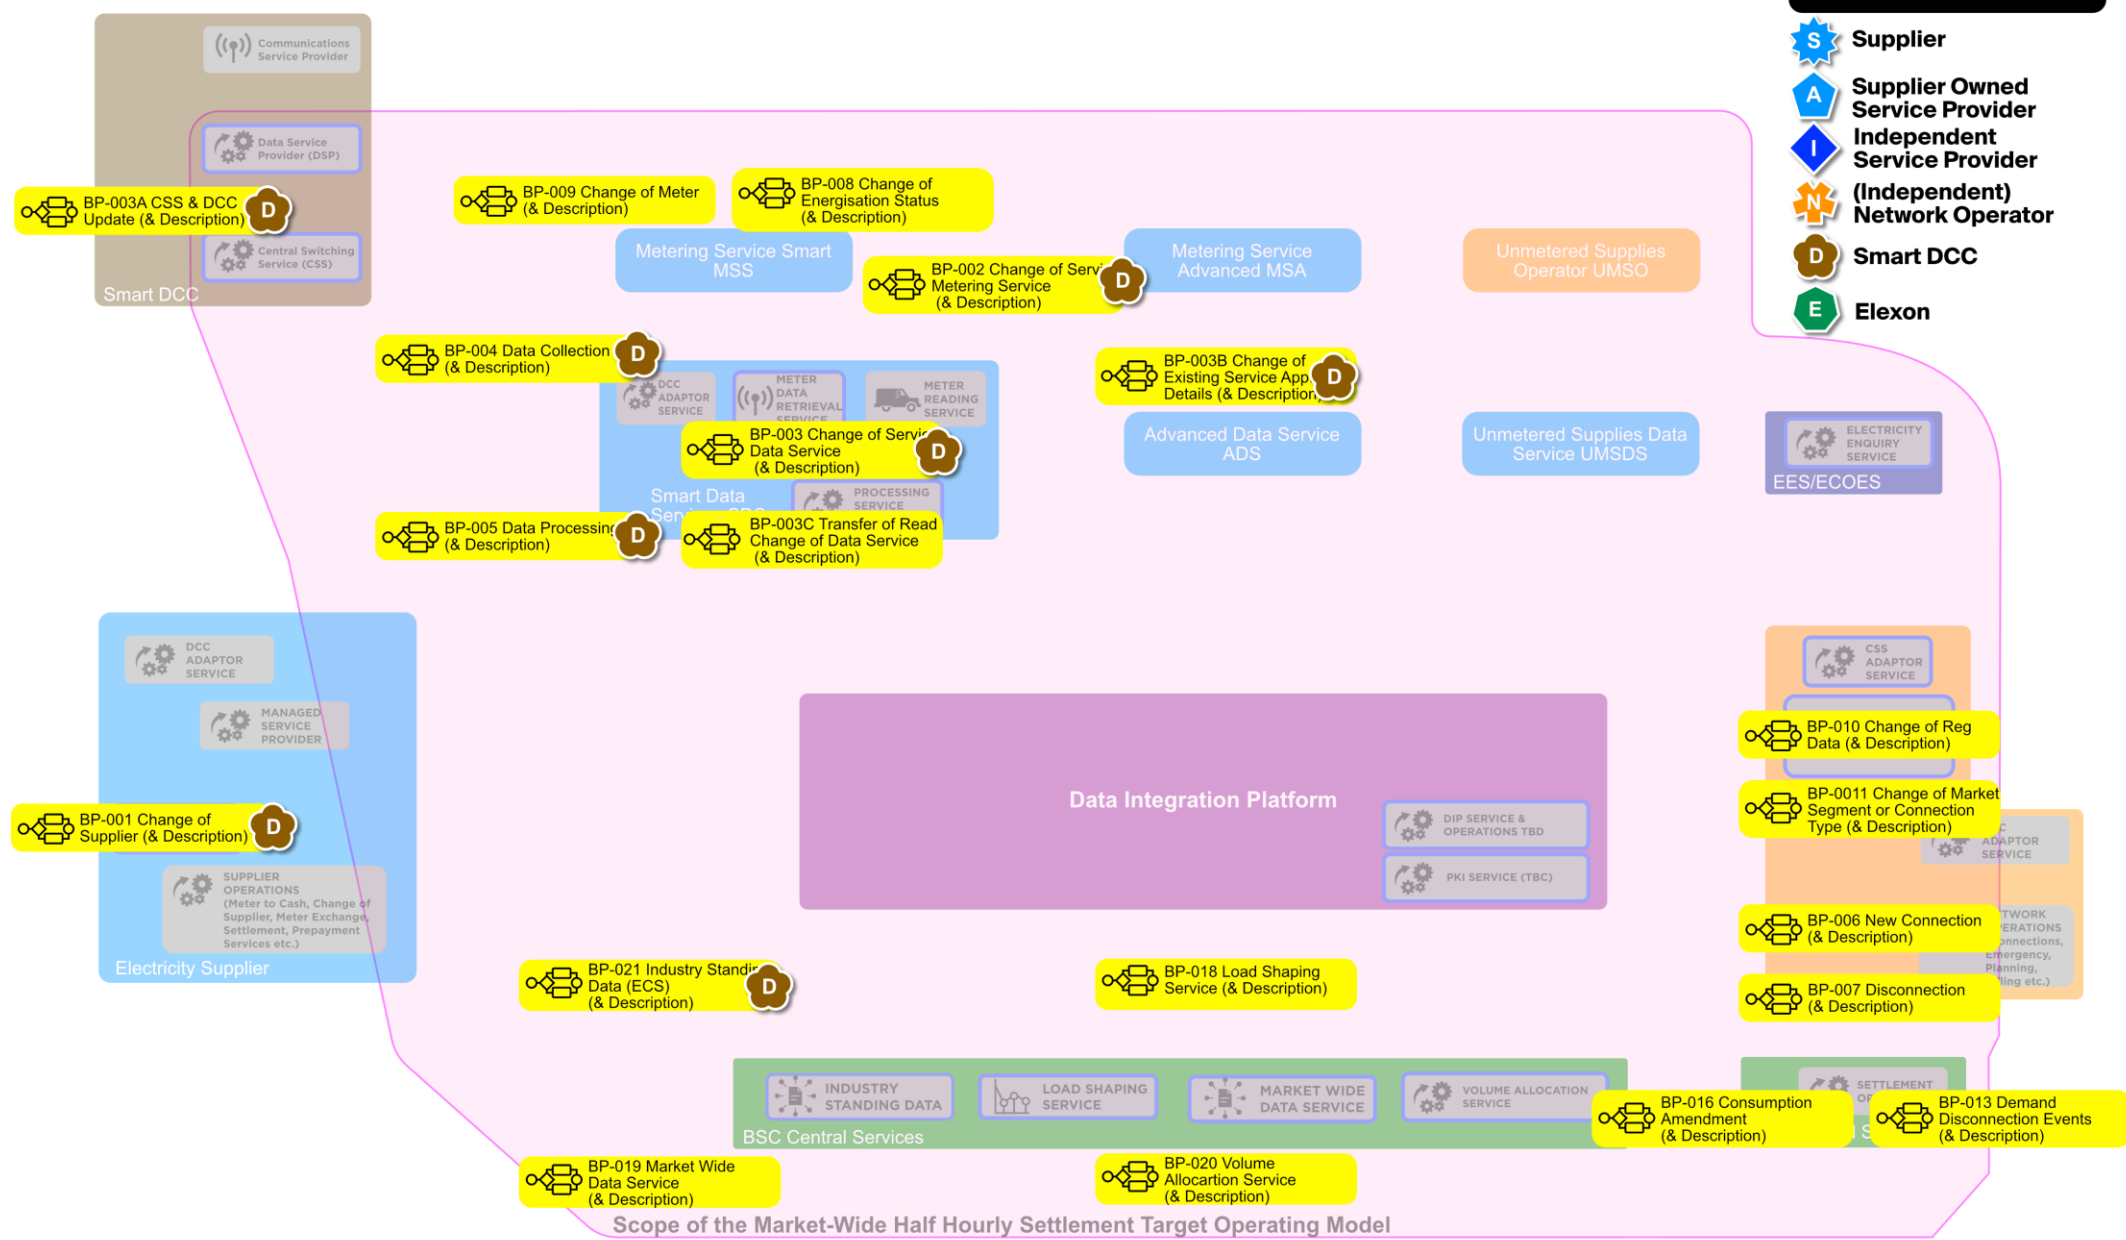 Communications
Service Provider
Data Service
Provider (DSP)
BP-003A CSS & DCC
Update (& Description)
D
Central Switching
Service (CSS)
Smart DCC
BP-009 Change of Meter
(& Description)
BP-008 Change of
Energisation Status
(& Description)
Metering Service Smart
MSS
BP-002 Change of
Metering Service
(& Description)
D
Metering Service
Advanced MSA
Unmetered Supplies
Operator UMSO
S
Supplier
A
Supplier Owned
Service Provider
I
Independent
Service Provider
N
(Independent)
Network Operator
D
Smart DCC
E
Elexon
BP-004 Data Collection
(& Description)
D
DCC
ADAPTOR
SERVICE
METER
DATA
RETRIEVAL
SERVICE
METER
READING
SERVICE
BP-003 Change of
Data Service
(& Description)
D
Smart Data
PROCESSING
SERVICE
BP-005 Data Processing
(& Description)
D
BP-003C Transfer of Read
Change of Data Service
(& Description)
BP-003B Change of
Existing Service
Details (& Description)
D
Advanced Data Service
ADS
Unmetered Supplies Data
Service UMSDS
ELECTRICITY
ENQUIRY
SERVICE
EES/ECOES
DCC
ADAPTOR
SERVICE
MANAGED
SERVICE
PROVIDER
BP-001 Change of
Supplier (& Description)
D
SUPPLIER
OPERATIONS
(Meter to Cash, Change of
Supplier, Meter Exchange,
Settlement, Prepayment
Services etc.)
Electricity Supplier
Data Integration Platform
DIP SERVICE &
OPERATIONS TBD
PKI SERVICE (TBC)
CSS
ADAPTOR
SERVICE
BP-010 Change of Reg
Data (& Description)
BP-0011 Change of Market
Segment or Connection
Type (& Description)
ADAPTOR
SERVICE
BP-006 New Connection
(& Description)
Emergency,
Planning,
etc.)
BP-007 Disconnection
(& Description)
BP-021 Industry
Data (ECS)
(& Description)
D
BP-018 Load Shaping
Service (& Description)
INDUSTRY
STANDING DATA
LOAD SHAPING
SERVICE
MARKET WIDE
DATA SERVICE
VOLUME ALLOCATION
SERVICE
BSC Central Services
SETTLEMENT
BP-016 Consumption
Amendment
(& Description)
BP-013 Demand
Disconnection Events
(& Description)
BP-019 Market Wide
Data Service
(& Description)
BP-020 Volume
Allocartion Service
(& Description)
Scope of the Market-Wide Half Hourly Settlement Target Operating Model